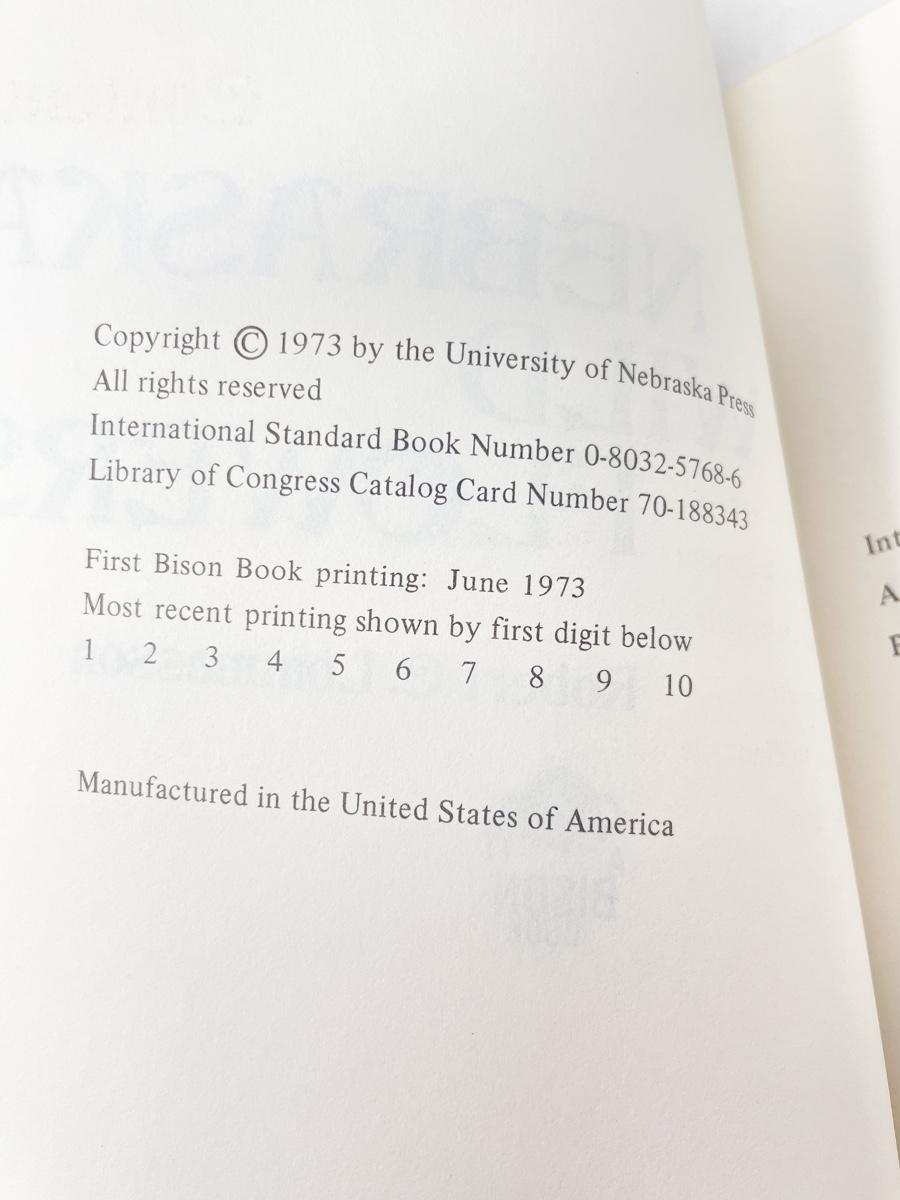 Copyright © 1973 by the University of Nebraska Press
All rights reserved
International Standard Book Number 0-8032-5768-6
Library of Congress Catalog Card Number 70-188343
First Bison Book printing: June 1973
Most recent printing shown by first digit below
1 2 3 4 5 6 7 8 9 10
Manufactured in the United States of America
NEBRASKA
BISON
Int
A